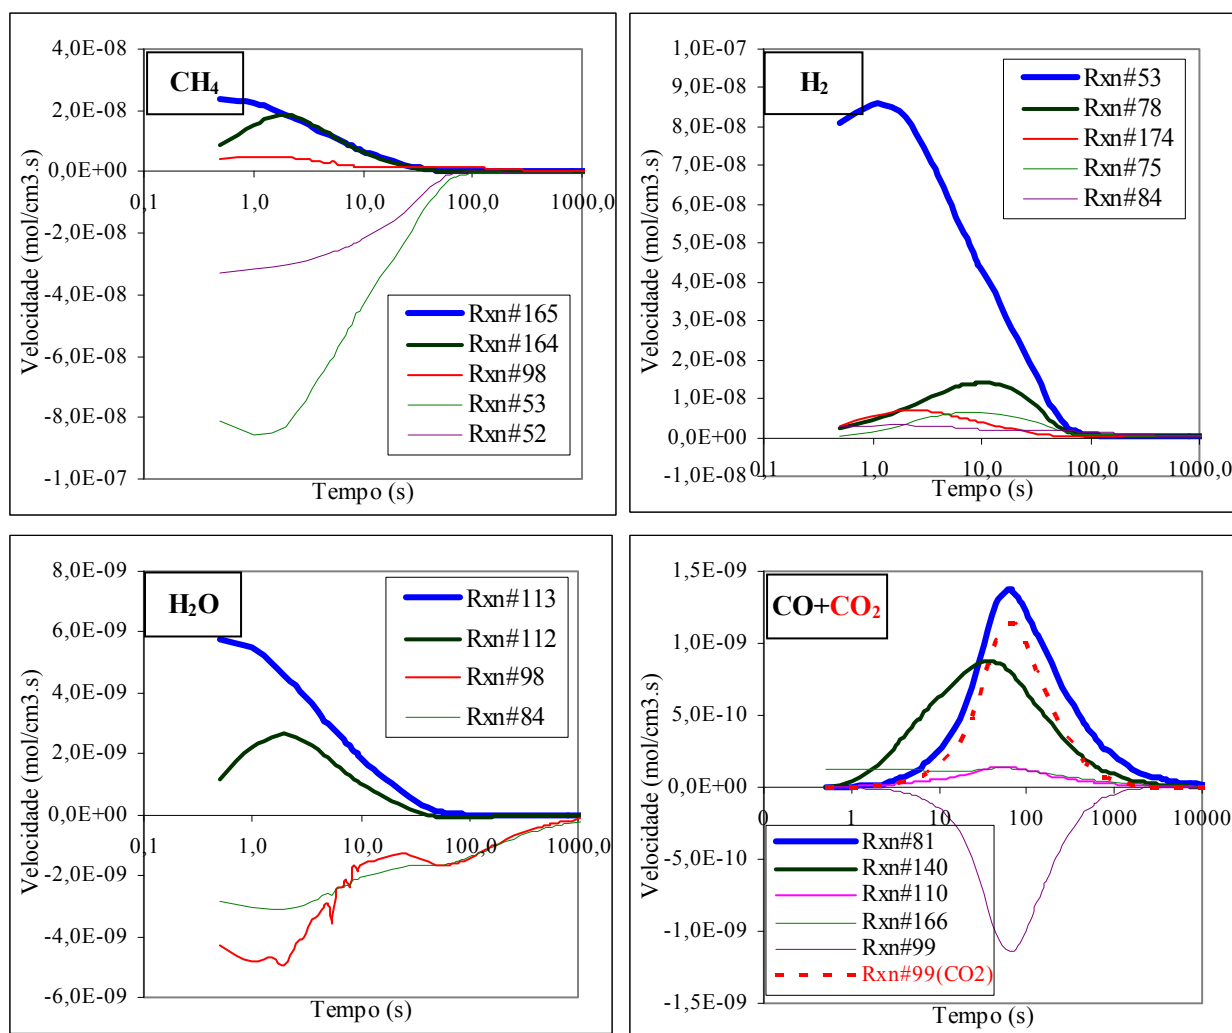 CH₄
Velocidade (mol/cm3.s)
4,0E-08
2,0E-08
0,0E+00
-2,0E-08
-4,0E-08
-6,0E-08
-8,0E-08
-1,0E-07
0,1
1,0
10,0
100,0
1000,0
Rxn#165
Rxn#164
Rxn#98
Rxn#53
Rxn#52
Tempo (s)
H₂
Velocidade (mol/cm3.s)
1,0E-07
9,0E-08
8,0E-08
7,0E-08
6,0E-08
5,0E-08
4,0E-08
3,0E-08
2,0E-08
1,0E-08
0,0E+00
-1,0E-08
0,1
1,0
10,0
100,0
1000,0
Rxn#53
Rxn#78
Rxn#174
Rxn#75
Rxn#84
Tempo (s)
H₂O
Velocidade (mol/cm3.s)
8,0E-09
6,0E-09
4,0E-09
2,0E-09
0,0E+00
-2,0E-09
-4,0E-09
-6,0E-09
0,1
1,0
10,0
100,0
1000,0
Rxn#113
Rxn#112
Rxn#98
Rxn#84
Tempo (s)
CO+CO₂
Velocidade (mol/cm3.s)
1,5E-09
1,0E-09
5,0E-10
0,0E+00
-5,0E-10
-1,0E-09
-1,5E-09
0
1
10
100
1000
10000
Rxn#81
Rxn#140
Rxn#110
Rxn#166
Rxn#99
Rxn#99(CO2)
Tempo (s)